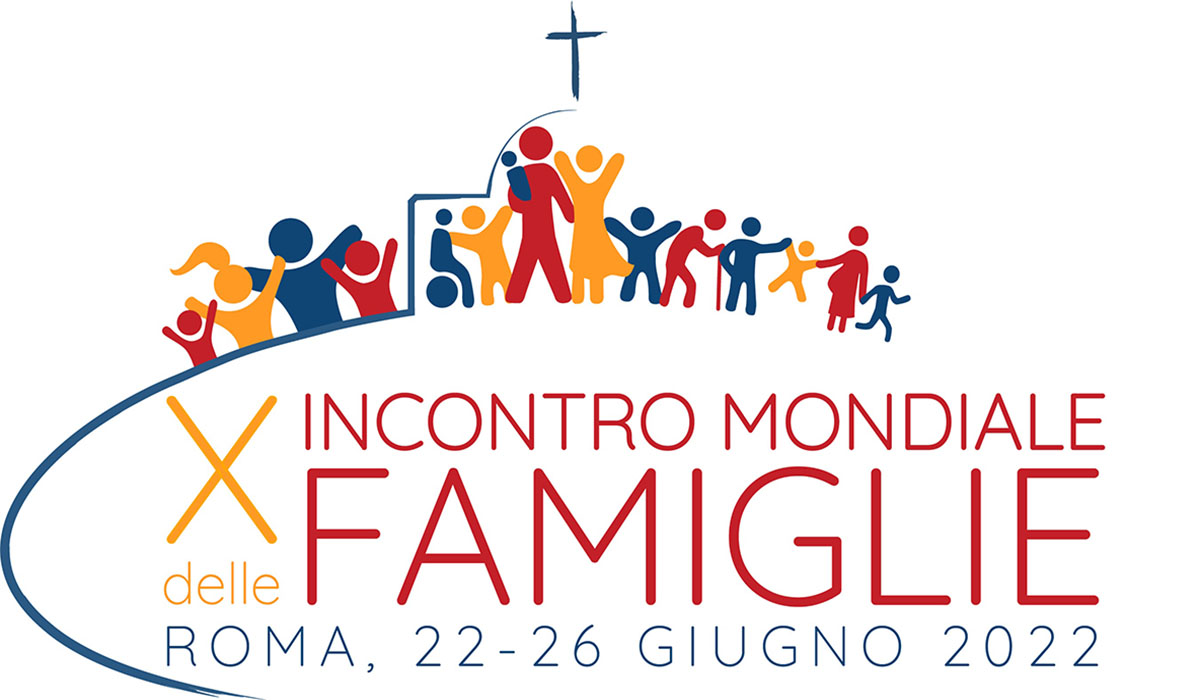 X INCONTRO MONDIALE
delle FAMIGLIE
ROMA, 22-26 GIUGNO 2022